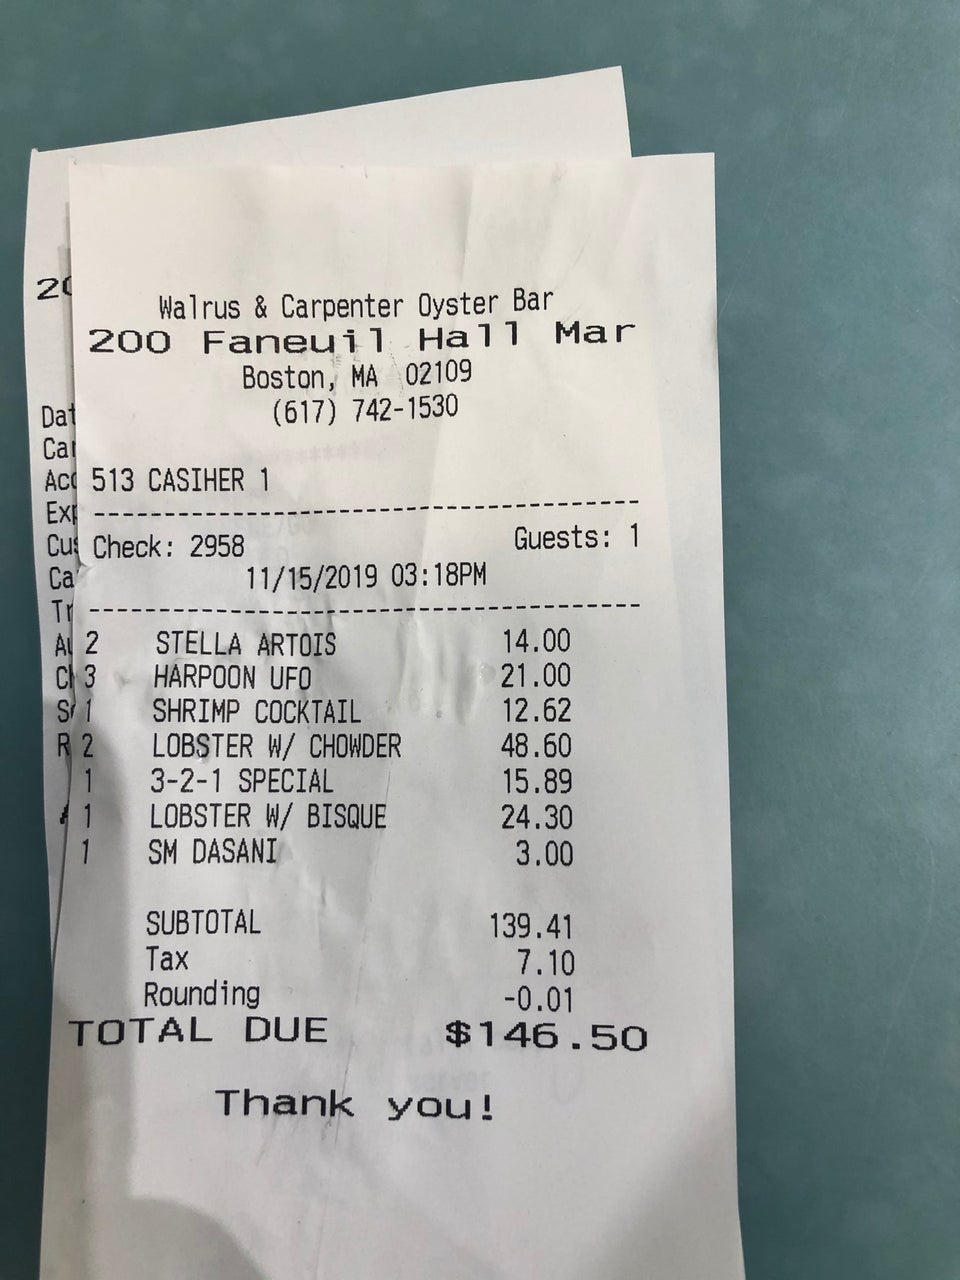 Walrus & Carpenter Oyster Bar
200 Faneuil Hall Mar
Boston, MA 02109
(617) 742-1530
513 CASIHER 1
Check: 2958 Guests: 1
11/15/2019 03:18PM
2 STELLA ARTOIS 14.00
3 HARPOON UFO 21.00
1 SHRIMP COCKTAIL 12.62
2 LOBSTER W/ CHOWDER 48.60
1 3-2-1 SPECIAL 15.89
1 LOBSTER W/ BISQUE 24.30
1 SM DASANI 3.00
SUBTOTAL 139.41
Tax 7.10
Rounding -0.01
TOTAL DUE $146.50
Thank you!